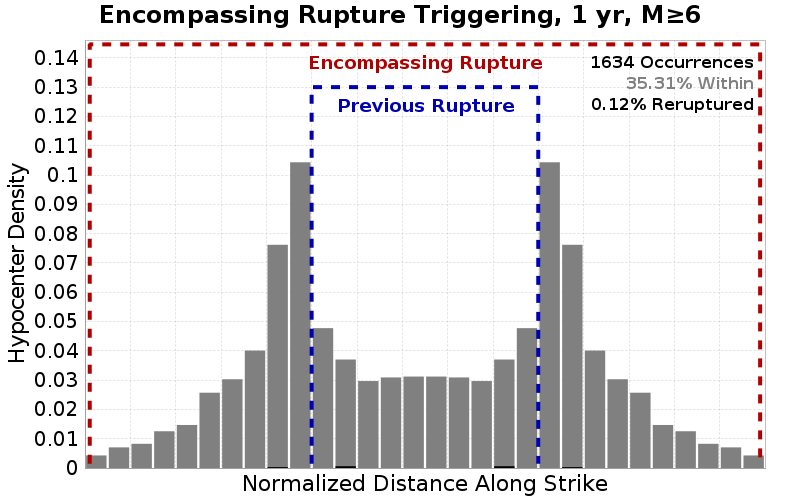 Encompassing Rupture Triggering, 1 yr, M≥6
Encompassing Rupture
1634 Occurrences
35.31% Within
0.12% Reruptured
Previous Rupture
Hypocenter Density
0.14
0.13
0.12
0.11
0.1
0.09
0.08
0.07
0.06
0.05
0.04
0.03
0.02
0.01
0
Normalized Distance Along Strike